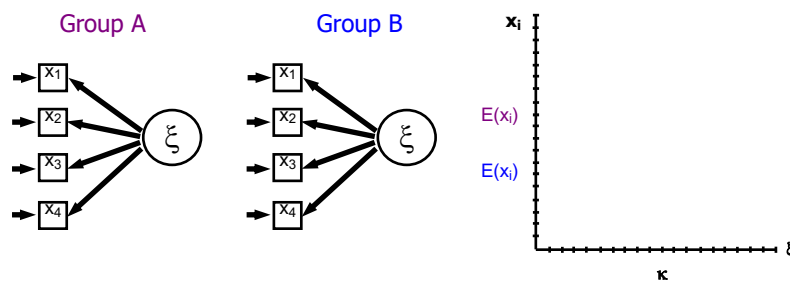 Group A
x₁
x₂
x₃
x₄
ξ
Group B
x₁
x₂
x₃
x₄
ξ
xᵢ
E(xᵢ)
E(xᵢ)
κ
ξ